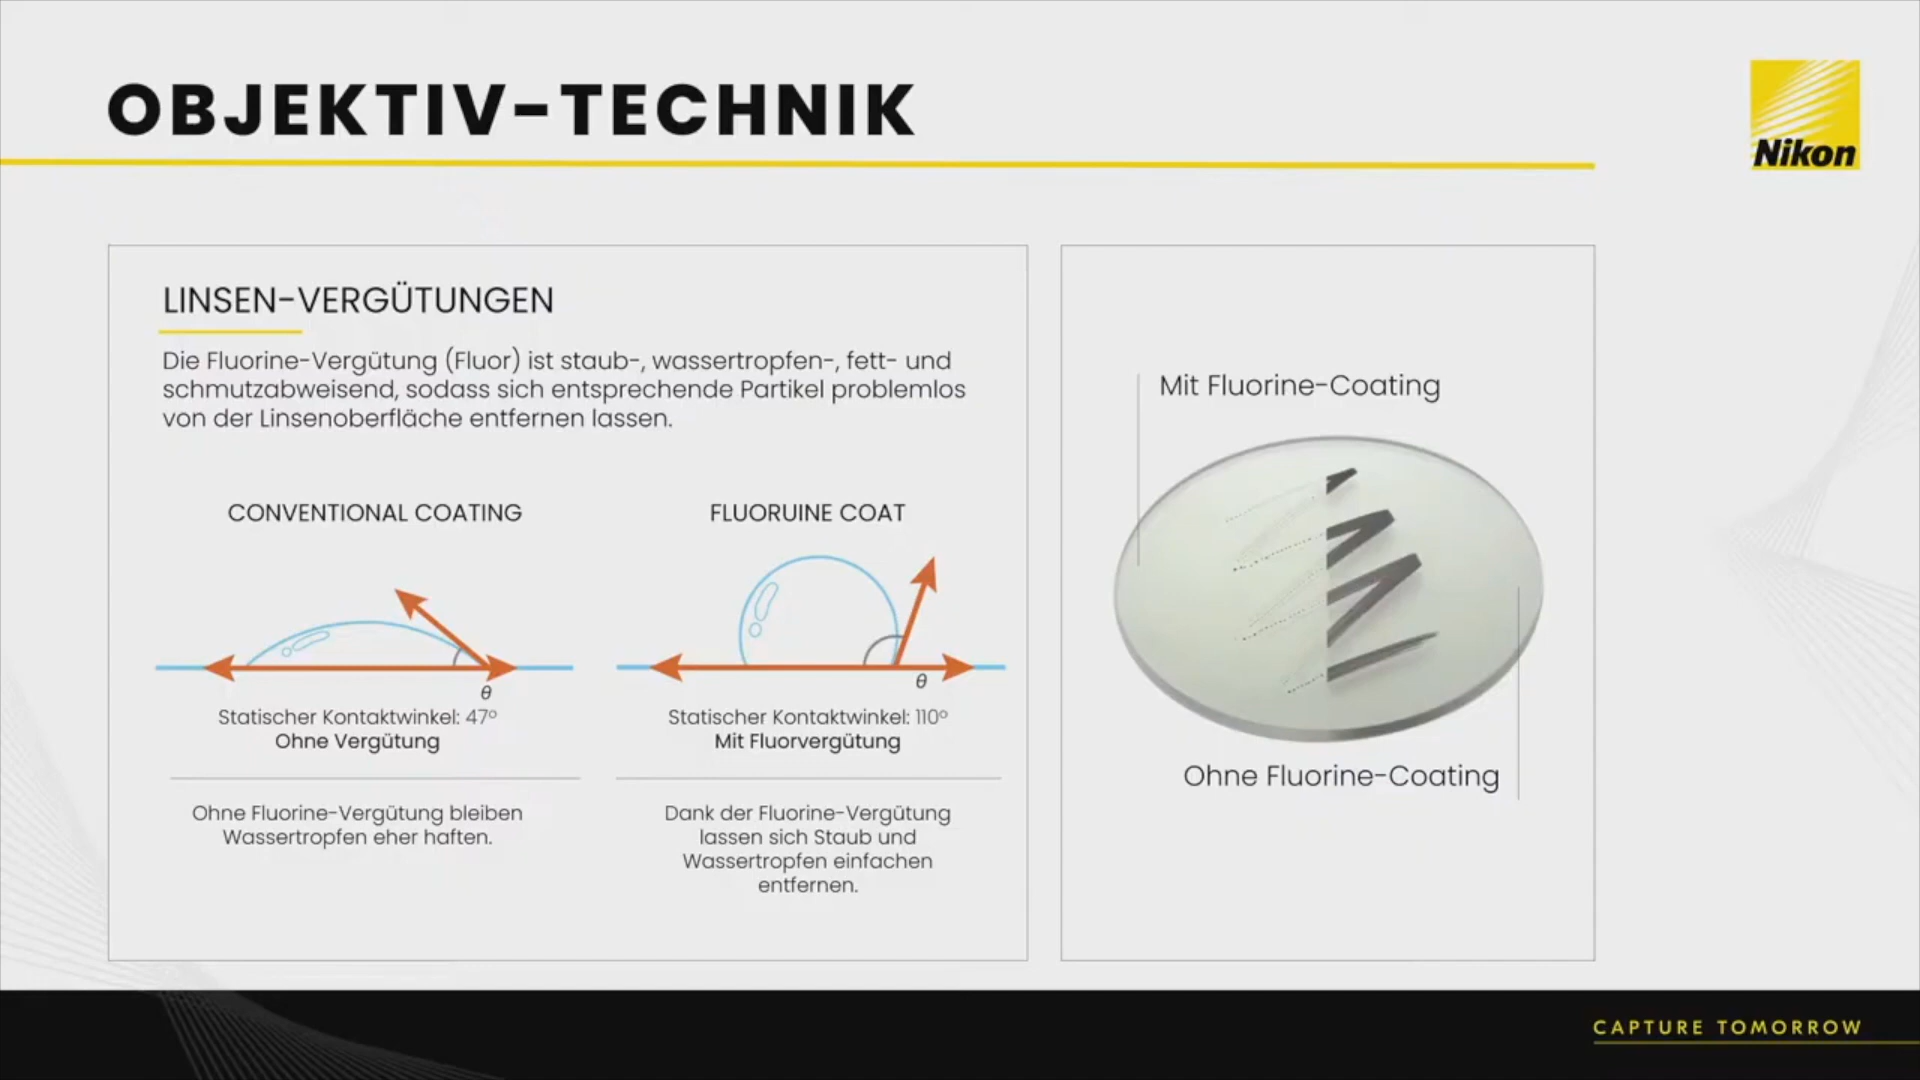 OBJEKTIV-TECHNIK
Nikon
LINSEN-VERGÜTUNGEN
Die Fluorine-Vergütung (Fluor) ist staub-, wassertropfen-, fett- und
schmutzabweisend, sodass sich entsprechende Partikel problemlos
von der Linsenoberfläche entfernen lassen.
CONVENTIONAL COATING
θ
Statischer Kontaktwinkel: 47º
Ohne Vergütung
Ohne Fluorine-Vergütung bleiben
Wassertropfen eher haften.
FLUORUINE COAT
θ
Statischer Kontaktwinkel: 110º
Mit Fluorvergütung
Dank der Fluorine-Vergütung
lassen sich Staub und
Wassertropfen einfachen
entfernen.
Mit Fluorine-Coating
Ohne Fluorine-Coating
CAPTURE TOMORROW